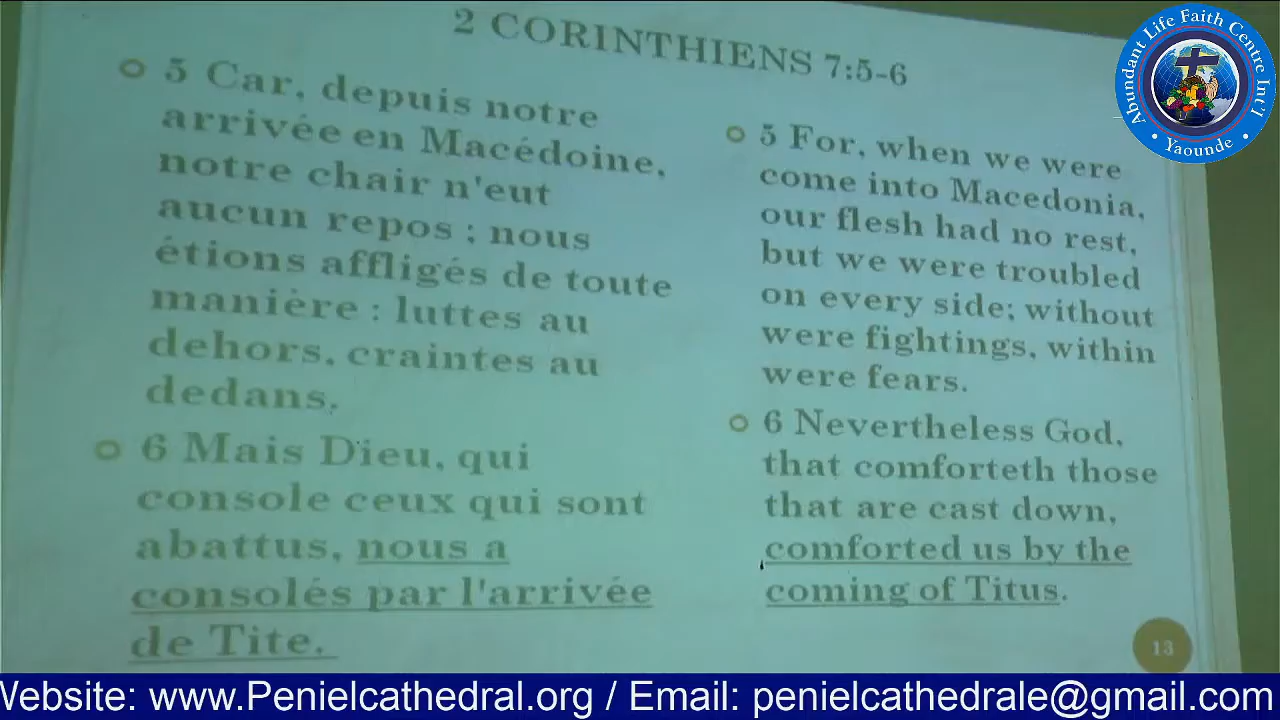 2 CORINTHIENS 7:5-6
5 Car, depuis notre
arrivée en Macédoine,
notre chair n'eut
aucun repos ; nous
étions affligés de toute
manière : luttes au
dehors, craintes au
dedans.
6 Mais Dieu, qui
console ceux qui sont
abattus, nous a
consolés par l'arrivée
de Tite.
5 For, when we were
come into Macedonia,
our flesh had no rest,
but we were troubled
on every side; without
were fightings, within
were fears.
6 Nevertheless God,
that comforteth those
that are cast down,
comforted us by the
coming of Titus.
13
Abundant Life Faith Centre Int'l
• Yaounde •
Website: www.Penielcathedral.org / Email: penielcathedrale@gmail.com